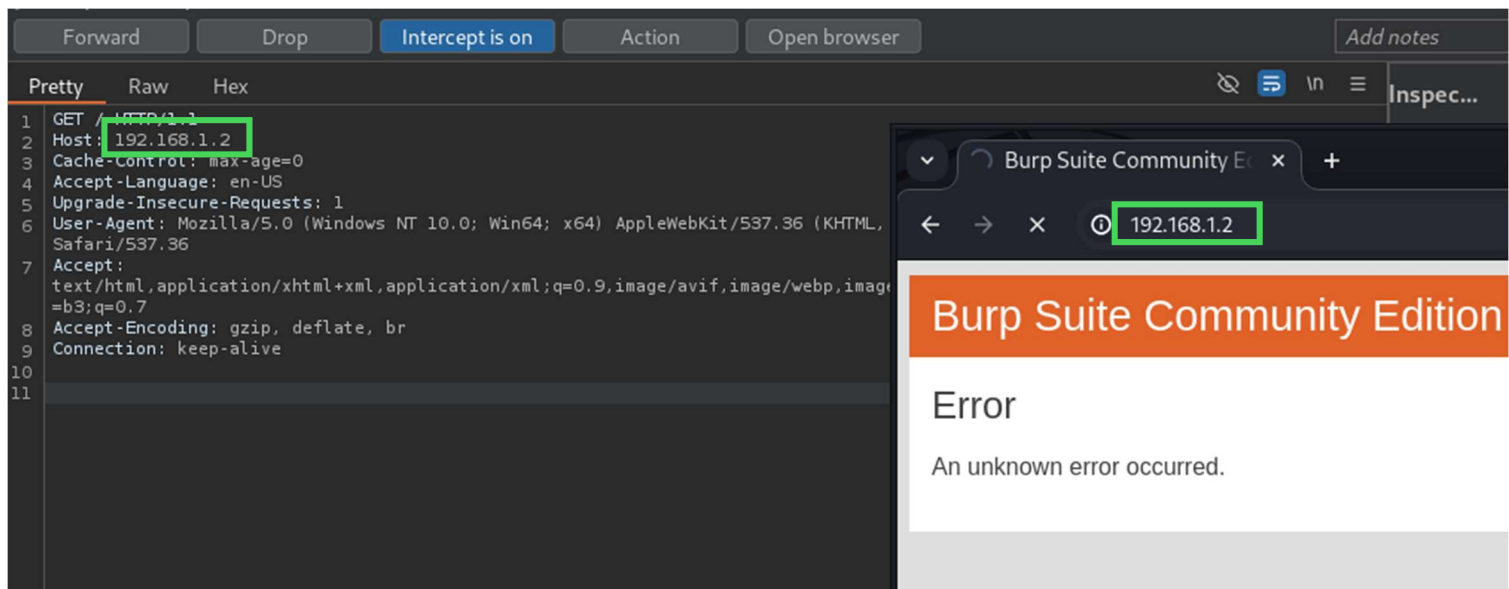 Forward Drop Intercept is on Action Open browser Add notes
Pretty Raw Hex \n Inspec...
1 GET / HTTP/1.1
2 Host: 192.168.1.2
3 Cache-Control: max-age=0
4 Accept-Language: en-US
5 Upgrade-Insecure-Requests: 1
6 User-Agent: Mozilla/5.0 (Windows NT 10.0; Win64; x64) AppleWebKit/537.36 (KHTML,
Safari/537.36
7 Accept:
text/html,application/xhtml+xml,application/xml;q=0.9,image/avif,image/webp,image
=b3;q=0.7
8 Accept-Encoding: gzip, deflate, br
9 Connection: keep-alive
10
11
Burp Suite Community E
192.168.1.2
Burp Suite Community Edition
Error
An unknown error occurred.